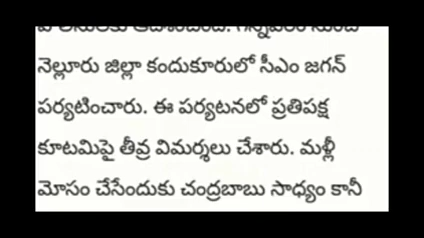 నెల్లూరు జిల్లా కందుకూరులో సీఎం జగన్
పర్యటించారు. ఈ పర్యటనలో ప్రతిపక్ష
కూటమిపై తీవ్ర విమర్శలు చేశారు. మళ్లీ
మోసం చేసేందుకు చంద్రబాబు సాధ్యం కానీ